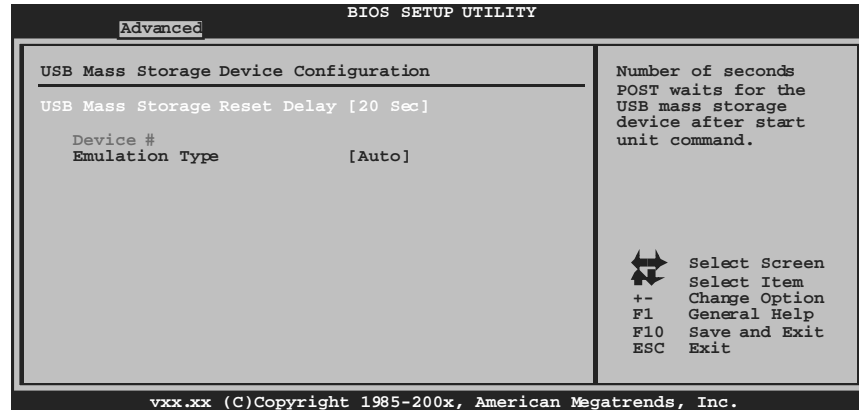 BIOS SETUP UTILITY
Advanced
USB Mass Storage Device Configuration
USB Mass Storage Reset Delay [20 Sec]
Device #
Emulation Type [Auto]
Number of seconds
POST waits for the
USB mass storage
device after start
unit command.
Select Screen
Select Item
+- Change Option
F1 General Help
F10 Save and Exit
ESC Exit
vxx.xx (C)Copyright 1985-200x, American Megatrends, Inc.